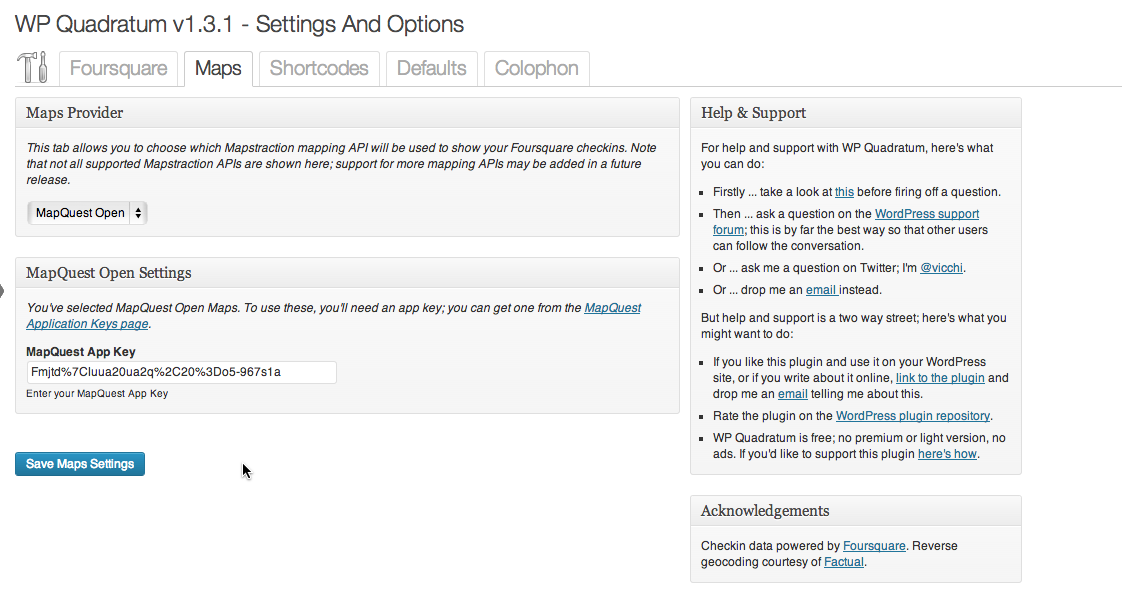 WP Quadratum v1.3.1 - Settings And Options
Foursquare
Maps
Shortcodes
Defaults
Colophon
Maps Provider
This tab allows you to choose which Mapstraction mapping API will be used to show your Foursquare checkins. Note
that not all supported Mapstraction APIs are shown here; support for more mapping APIs may be added in a future
release.
MapQuest Open
MapQuest Open Settings
You've selected MapQuest Open Maps. To use these, you'll need an app key; you can get one from the MapQuest
Application Keys page.
MapQuest App Key
Fmjtd%7Cluua20ua2q%2C20%3Do5-967s1a
Enter your MapQuest App Key
Save Maps Settings
Help & Support
For help and support with WP Quadratum, here's what
you can do:
Firstly ... take a look at this before firing off a question.
Then ... ask a question on the WordPress support
forum; this is by far the best way so that other users
can follow the conversation.
Or ... ask me a question on Twitter; I'm @vicchi.
Or ... drop me an email instead.
But help and support is a two way street; here's what you
might want to do:
If you like this plugin and use it on your WordPress
site, or if you write about it online, link to the plugin and
drop me an email telling me about this.
Rate the plugin on the WordPress plugin repository.
WP Quadratum is free; no premium or light version, no
ads. If you'd like to support this plugin here's how.
Acknowledgements
Checkin data powered by Foursquare. Reverse
geocoding courtesy of Factual.